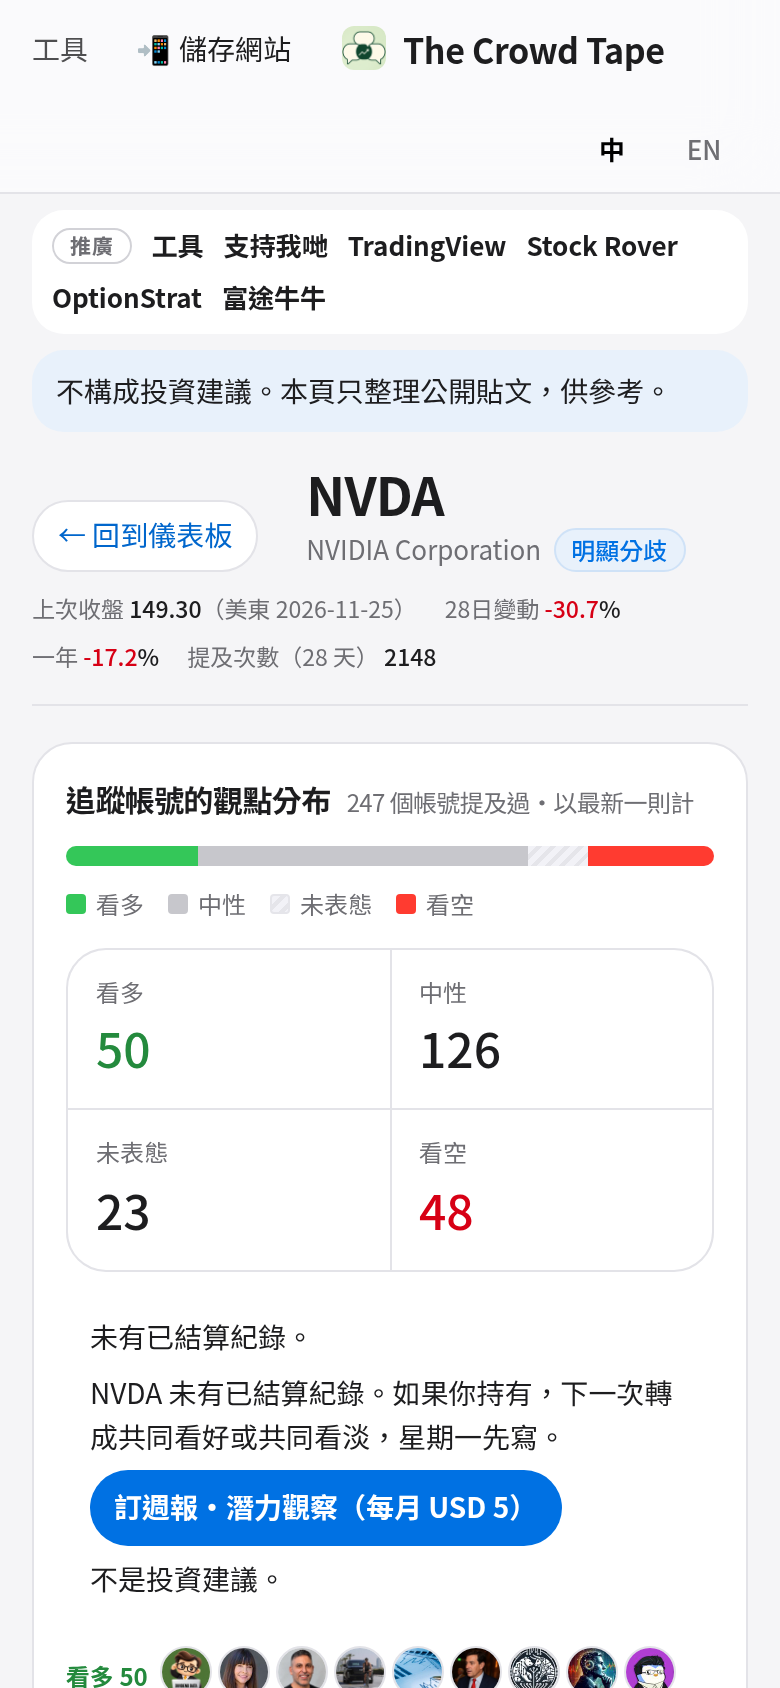 工具 📲 儲存網站 The Crowd Tape
中 EN
推廣 工具 支持我哋 TradingView Stock Rover
OptionStrat 富途牛牛
不構成投資建議。本頁只整理公開貼文，供參考。
← 回到儀表板
NVDA
NVIDIA Corporation 明顯分歧
上次收盤 149.30（美東 2026-11-25） 28日變動 -30.7%
一年 -17.2% 提及次數（28 天） 2148
追蹤帳號的觀點分布 247 個帳號提及過・以最新一則計
看多 中性 未表態 看空
看多 中性
50 126
未表態 看空
23 48
未有已結算紀錄。
NVDA 未有已結算紀錄。如果你持有，下一次轉
成共同看好或共同看淡，星期一先寫。
訂週報・潛力觀察（每月 USD 5）
不是投資建議。
看多 50